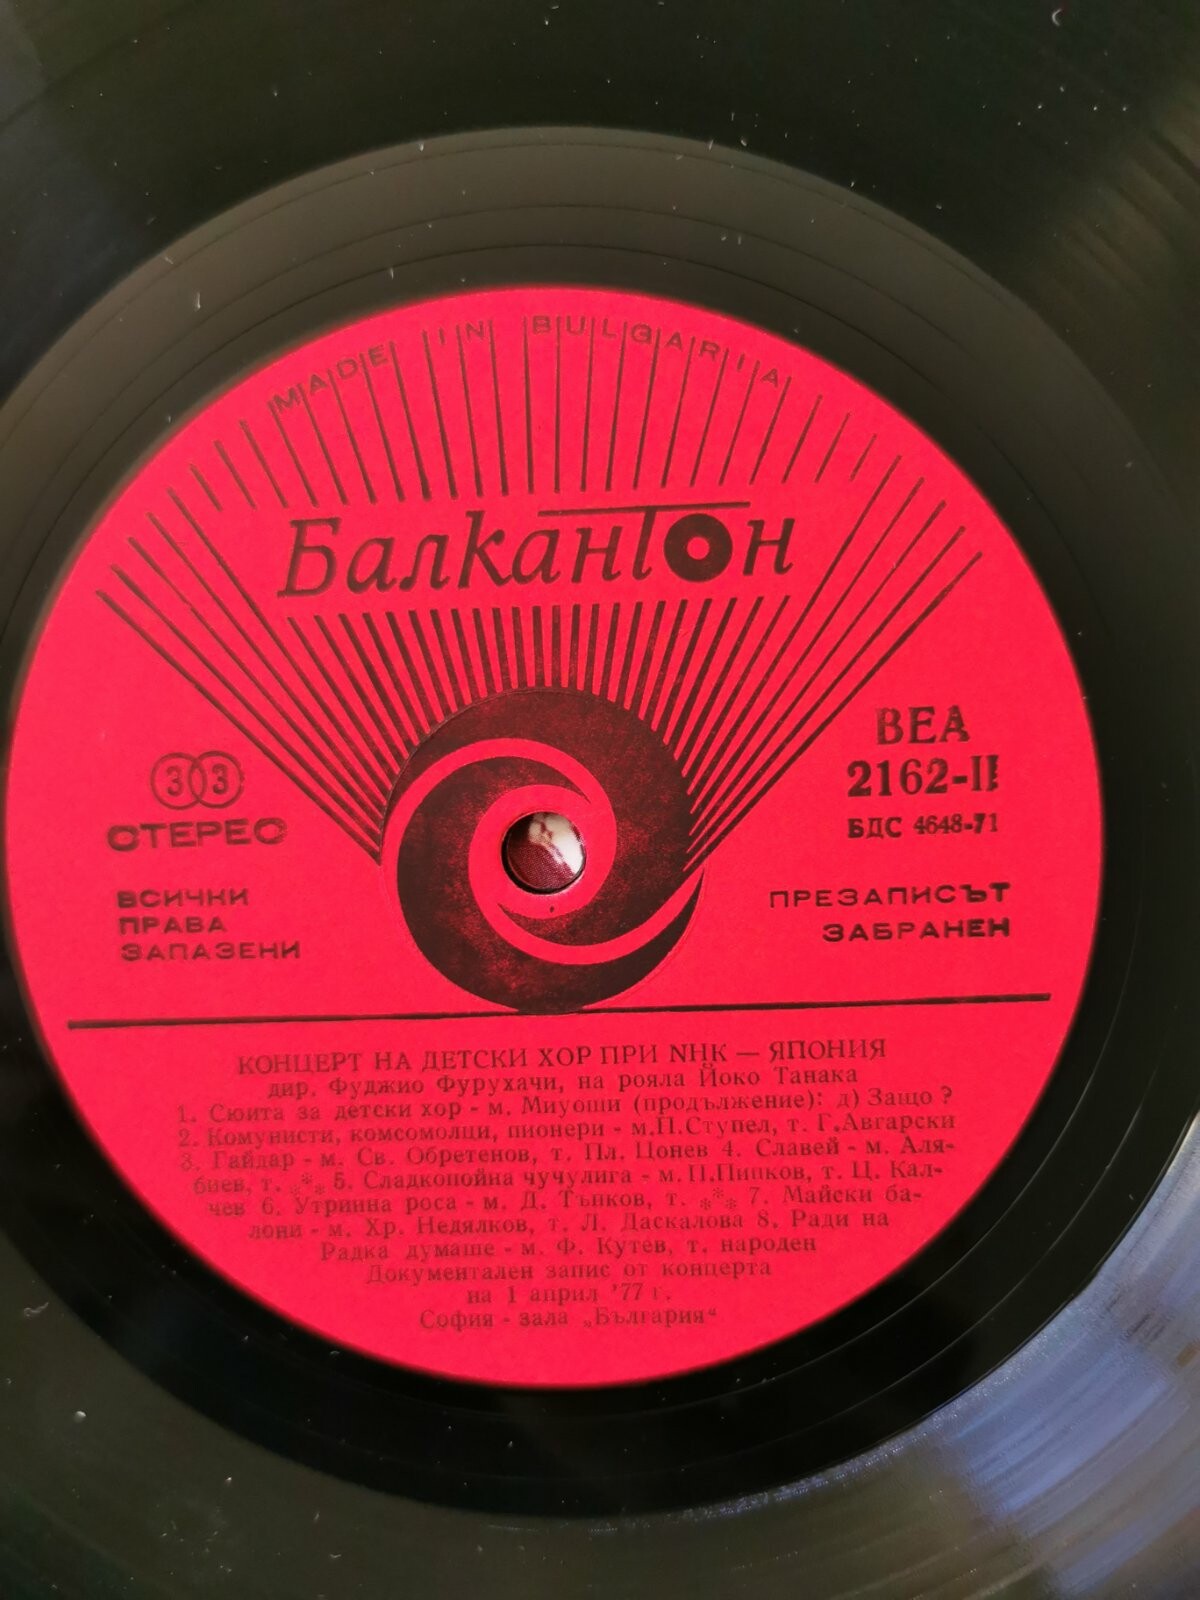 MADE IN BULGARIA
Балкантон
33
СТЕРЕО
ВСИЧКИ
ПРАВА
ЗАПАЗЕНИ
ВЕА
2162-II
БДС 4648-71
ПРЕЗАПИСЪТ
ЗАБРАНЕН
КОНЦЕРТ НА ДЕТСКИ ХОР ПРИ NHK — ЯПОНИЯ
дир. Фуджио Фурухачи, на рояла Йоко Танака
1. Сюита за детски хор - м. Миуоши (продължение): д) Защо ?
2. Комунисти, комсомолци, пионери - м.П.Ступел, т. Г.Авгарски
3. Гайдар - м. Св. Обретенов, т. Пл. Цонев 4. Славей - м. Аля-
биев, т. *** 5. Сладкопойна чучулига - м. П.Пипков, т. Ц. Кал-
чев 6. Утринна роса - м. Д. Тъпков, т. *** 7. Майски ба-
лони - м. Хр. Недялков, т. Л. Даскалова 8. Ради на
Радка думаше - м. Ф. Кутев, т. народен
Документален запис от концерта
на 1 април '77 г.
София - зала „България“